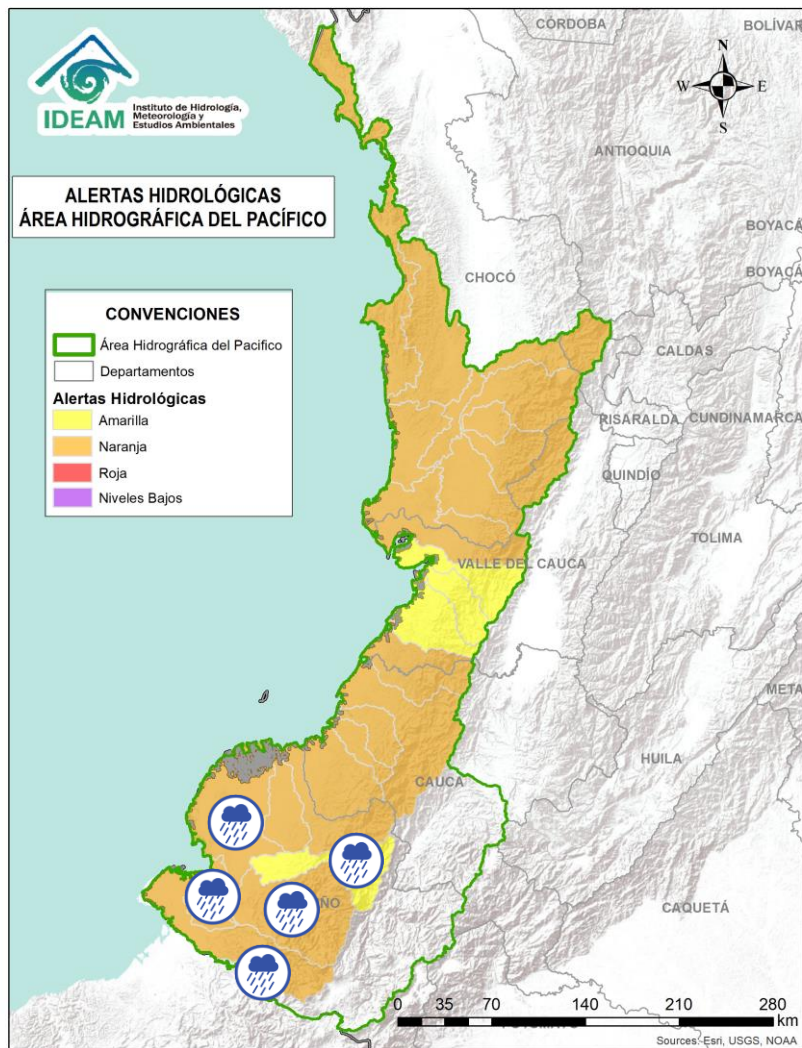 IDEAM
Instituto de Hidrología,
Meteorología y
Estudios Ambientales
ALERTAS HIDROLÓGICAS
ÁREA HIDROGRÁFICA DEL PACÍFICO
CONVENCIONES
Área Hidrográfica del Pacifico
Departamentos
Alertas Hidrológicas
Amarilla
Naranja
Roja
Niveles Bajos
N
W
E
S
CÓRDOBA
BOLÍVAR
ANTIOQUIA
BOYACÁ
BOYACÁ
CHOCÓ
CALDAS
RISARALDA
CUNDINAMARCA
QUINDÍO
TOLIMA
VALLE DEL CAUCA
META
HUILA
CAUCA
CAQUETÁ
ÑO
0 35 70 140 210 280
km
Sources: Esri, USGS, NOAA